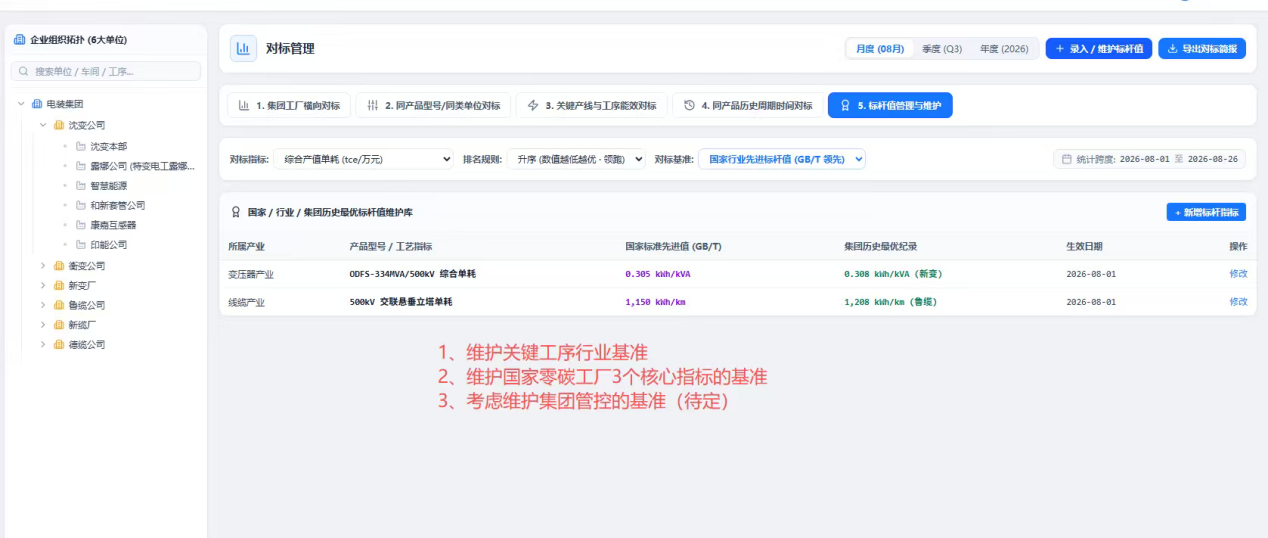 企业组织拓扑 (6大单位)
搜索单位 / 车间 / 工序...
电装集团
沈变公司
沈变本部
露娜公司 (特变电工露娜...
智慧能源
和新套管公司
康嘉互感器
印能公司
衡变公司
新变厂
鲁缆公司
新缆厂
德缆公司
对标管理
月度 (08月) 季度 (Q3) 年度 (2026) + 录入 / 维护标杆值 导出对标简报
1. 集团工厂横向对标 2. 同产品型号/同类单位对标 3. 关键产线与工序能效对标 4. 同产品历史周期时间对标 5. 标杆值管理与维护
对标指标: 综合产值单耗 (tce/万元) 排名规则: 升序 (数值越低越优 · 领跑) 对标基准: 国家行业先进标杆值 (GB/T 领先) 统计跨度: 2026-08-01 至 2026-08-26
国家 / 行业 / 集团历史最优标杆值维护库 + 新增标杆指标
所属产业 产品型号 / 工艺指标 国家标准先进值 (GB/T) 集团历史最优纪录 生效日期 操作
变压器产业 ODFS-334MVA/500kV 综合单耗 0.305 kWh/kVA 0.308 kWh/kVA (新变) 2026-08-01 修改
线缆产业 500kV 交联悬垂立塔单耗 1,150 kWh/km 1,208 kWh/km (鲁缆) 2026-08-01 修改
1、维护关键工序行业基准
2、维护国家零碳工厂3个核心指标的基准
3、考虑维护集团管控的基准（待定）